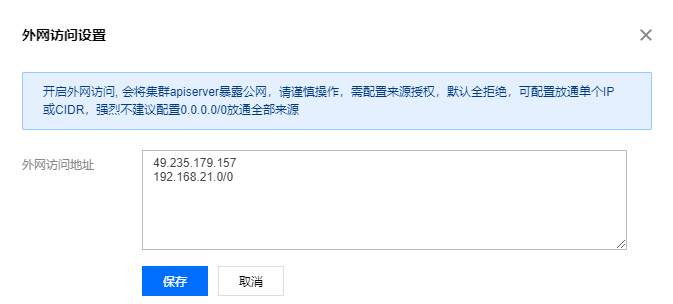 外网访问设置
开启外网访问, 会将集群apiserver暴露公网，请谨慎操作，需配置来源授权，默认全拒绝，可配置放通单个IP
或CIDR，强烈不建议配置0.0.0.0/0放通全部来源
外网访问地址
49.235.179.157
192.168.21.0/0
保存
取消